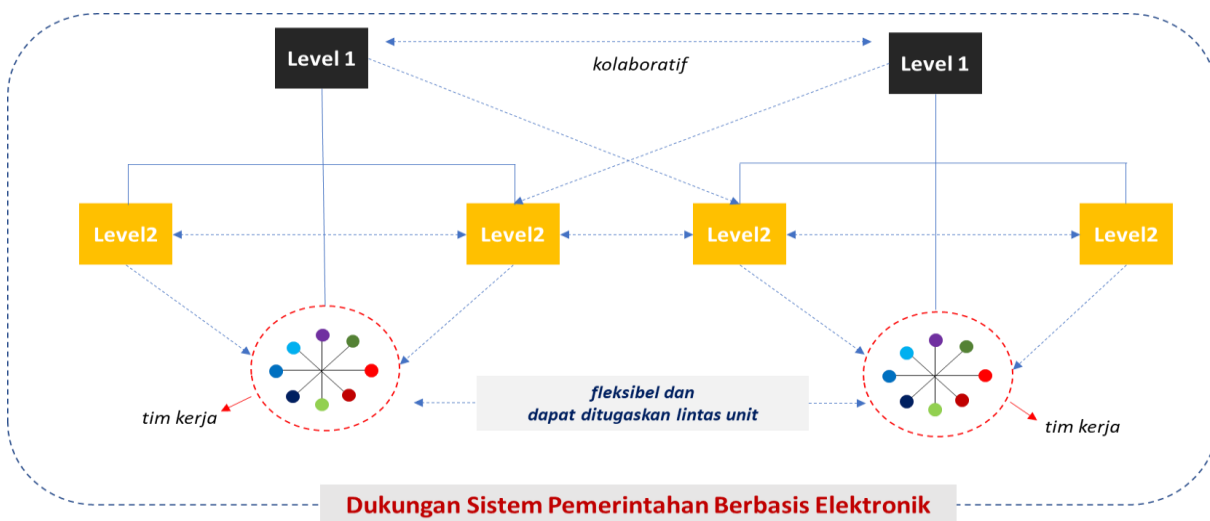 Level 1
kolaboratif
Level 1
Level2
Level2
Level2
Level2
fleksibel dan
dapat ditugaskan lintas unit
tim kerja
tim kerja
Dukungan Sistem Pemerintahan Berbasis Elektronik